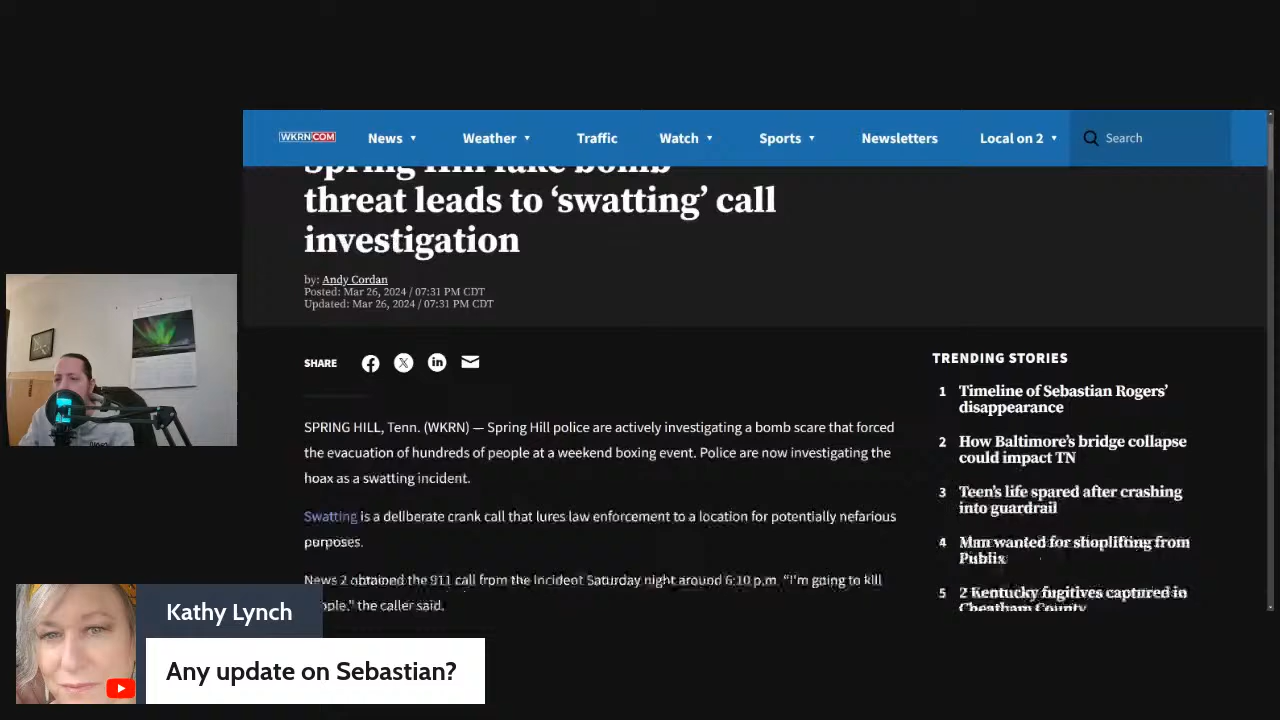 WKRN.COM
News
Weather
Traffic
Watch
Sports
Newsletters
Local on 2
Search
Spring Hill fake bomb
threat leads to ‘swatting’ call
investigation
by: Andy Cordan
Posted: Mar 26, 2024 / 07:31 PM CDT
Updated: Mar 26, 2024 / 07:31 PM CDT
SHARE
SPRING HILL, Tenn. (WKRN) — Spring Hill police are actively investigating a bomb scare that forced
the evacuation of hundreds of people at a weekend boxing event. Police are now investigating the
hoax as a swatting incident.
Swatting is a deliberate crank call that lures law enforcement to a location for potentially nefarious
purposes.
News 2 obtained the 911 call from the incident Saturday night around 6:10 p.m. “I’m going to kill
ople,” the caller said.
TRENDING STORIES
1 Timeline of Sebastian Rogers’
disappearance
2 How Baltimore’s bridge collapse
could impact TN
3 Teen’s life spared after crashing
into guardrail
4 Man wanted for shoplifting from
Publix
5 2 Kentucky fugitives captured in
Cheatham County
Kathy Lynch
Any update on Sebastian?